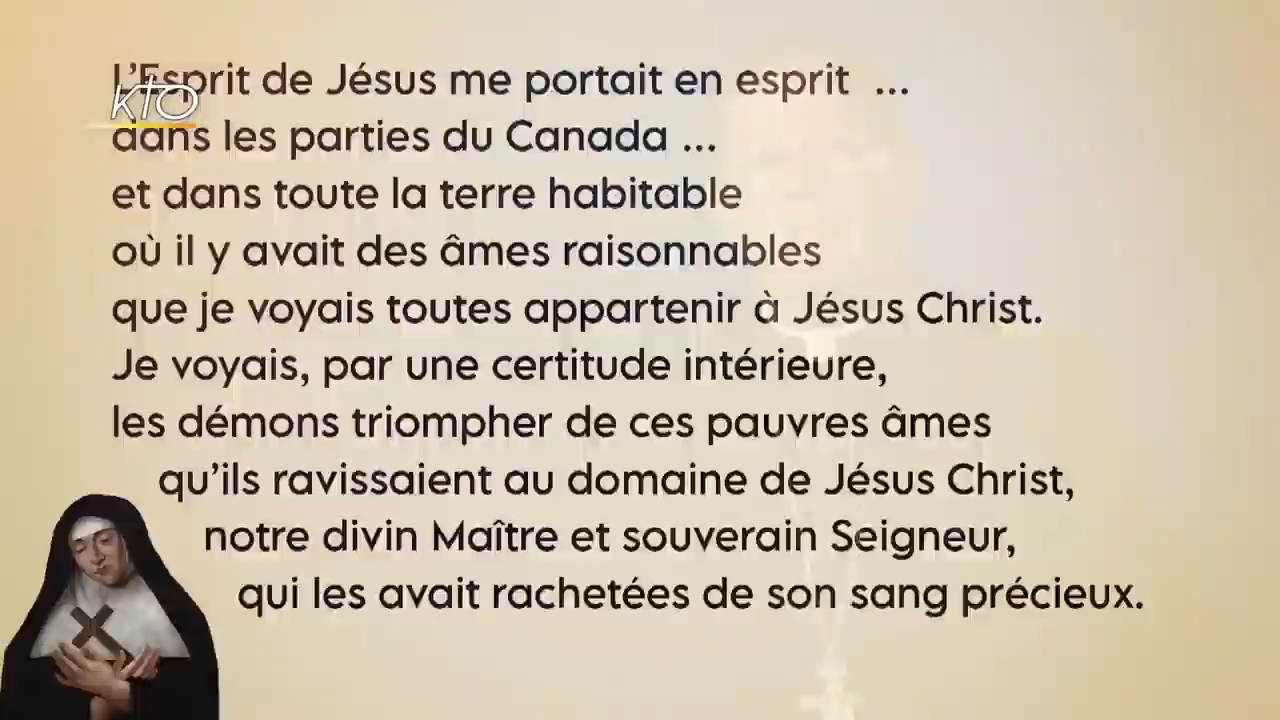 L'Esprit de Jésus me portait en esprit ...
kto
dans les parties du Canada ...
et dans toute la terre habitable
où il y avait des âmes raisonnables
que je voyais toutes appartenir à Jésus Christ.
Je voyais, par une certitude intérieure,
les démons triompher de ces pauvres âmes
qu'ils ravissaient au domaine de Jésus Christ,
notre divin Maître et souverain Seigneur,
qui les avait rachetées de son sang précieux.